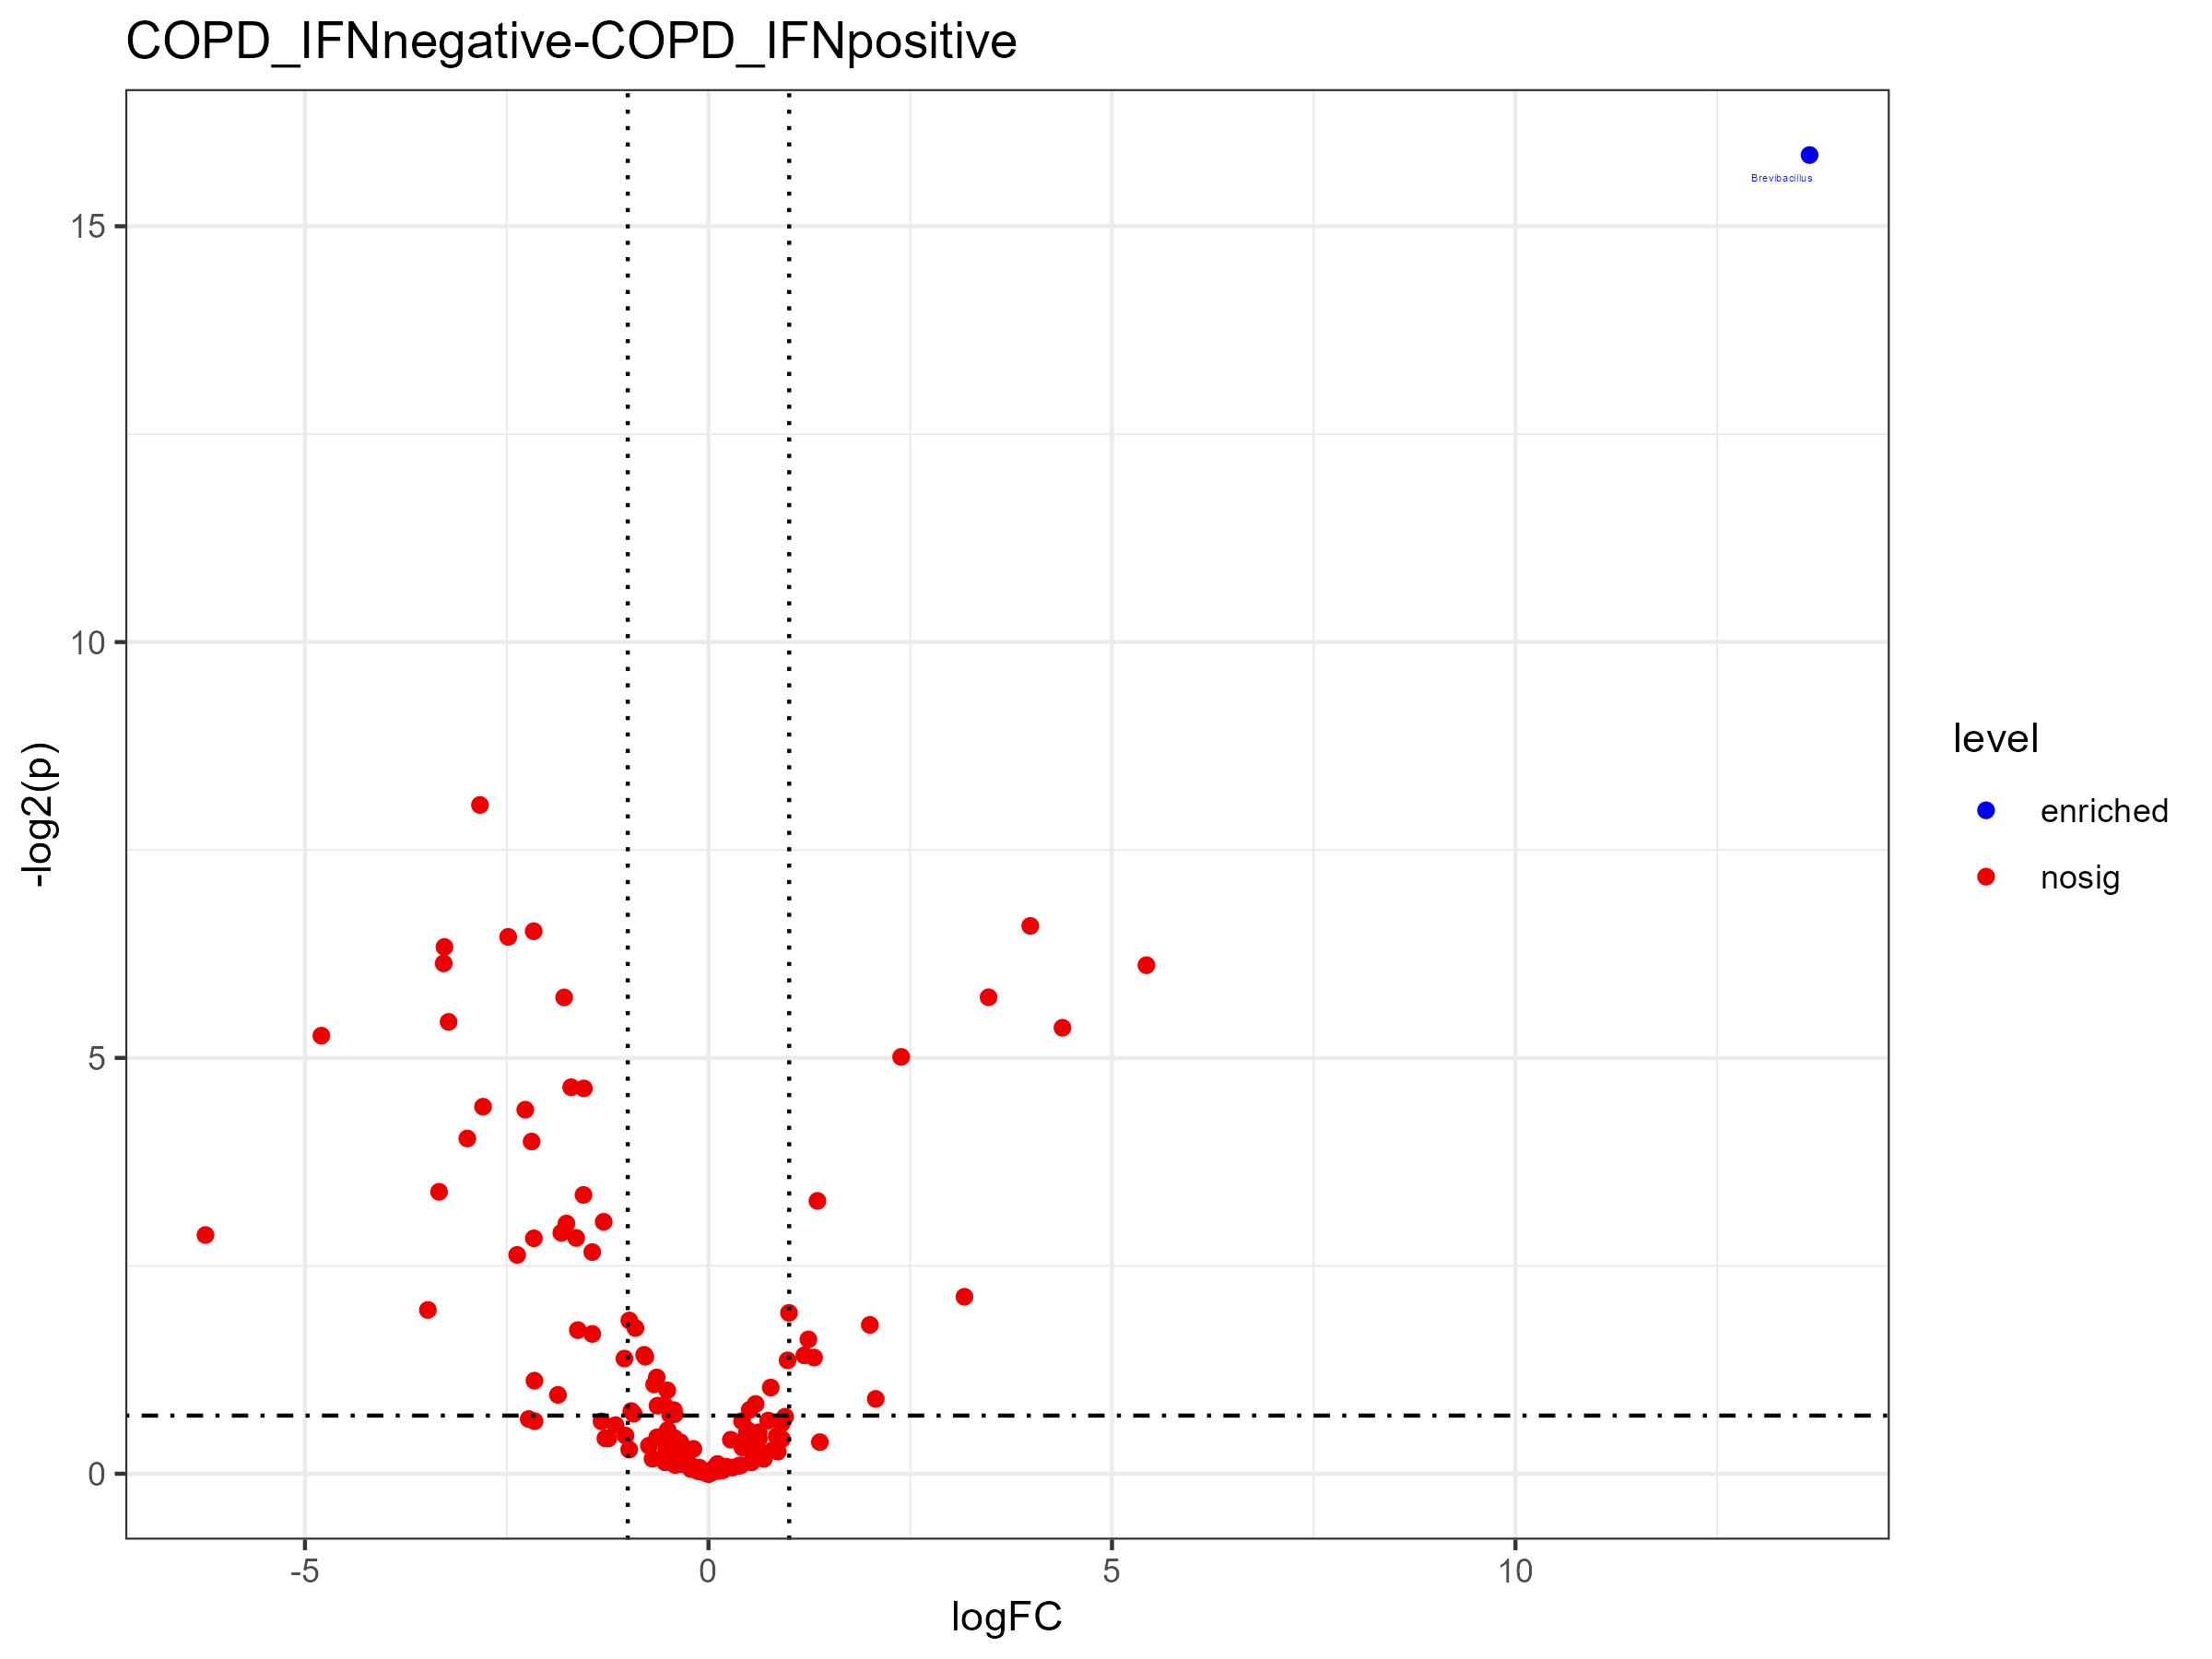 COPD_IFNnegative-COPD_IFNpositive
Brevibacillus
15
10
5
0
-log2(p)
-5
0
5
10
logFC
level
enriched
nosig